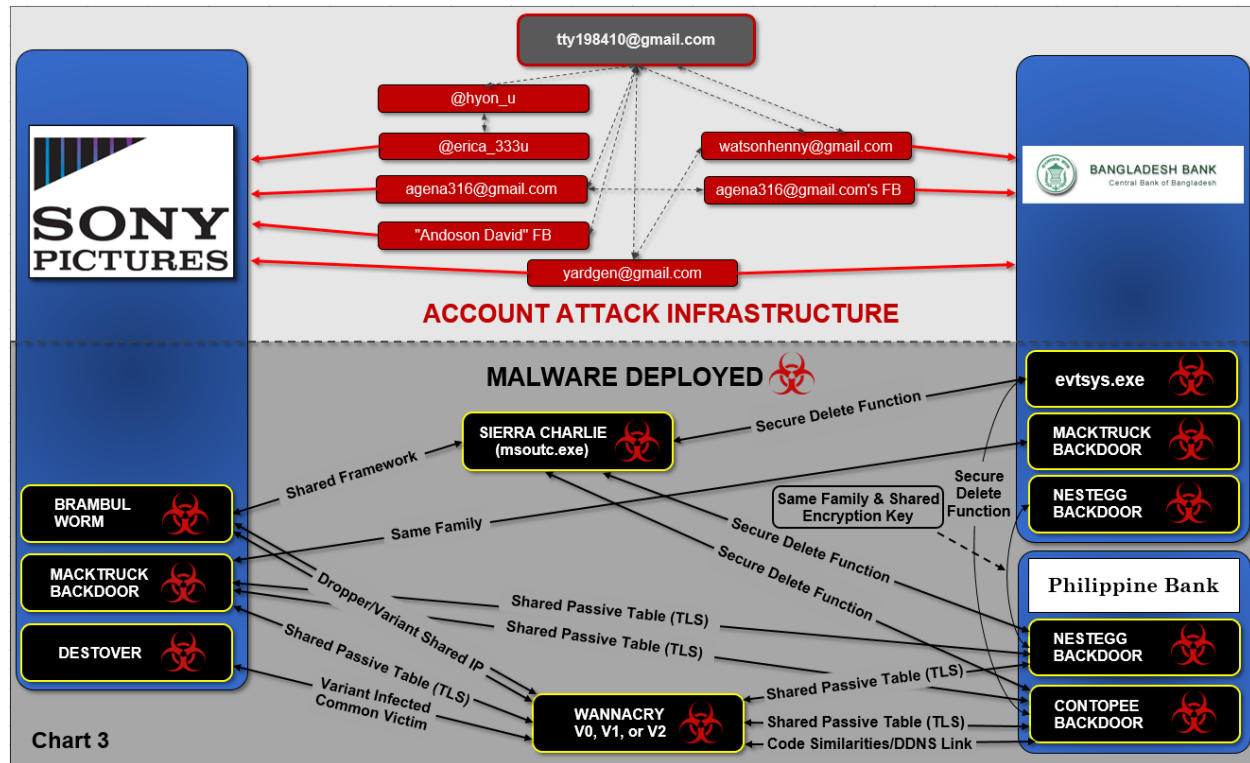 tty198410@gmail.com
@hyon_u
@erica_333u
watsonhenny@gmail.com
agena316@gmail.com
agena316@gmail.com's FB
"Andoson David" FB
yardgen@gmail.com
SONY
PICTURES
BANGLADESH BANK
Central Bank of Bangladesh
ACCOUNT ATTACK INFRASTRUCTURE
MALWARE DEPLOYED
evtsys.exe
Secure Delete Function
SIERRA CHARLIE
(msoutc.exe)
MACKTRUCK
BACKDOOR
Shared Framework
Secure
Delete
Function
Same Family & Shared
Encryption Key
NESTEGG
BACKDOOR
BRAMBUL
WORM
Same Family
Secure Delete Function
Secure Delete Function
MACKTRUCK
BACKDOOR
Philippine Bank
Dropper/Variant Shared IP
Shared Passive Table (TLS)
Shared Passive Table (TLS)
NESTEGG
BACKDOOR
DESTOVER
Shared Passive Table (TLS)
Variant Infected
Common Victim
Shared Passive Table (TLS)
WANNACRY
V0, V1, or V2
CONTOPEE
BACKDOOR
Shared Passive Table (TLS)
Code Similarities/DDNS Link
Chart 3